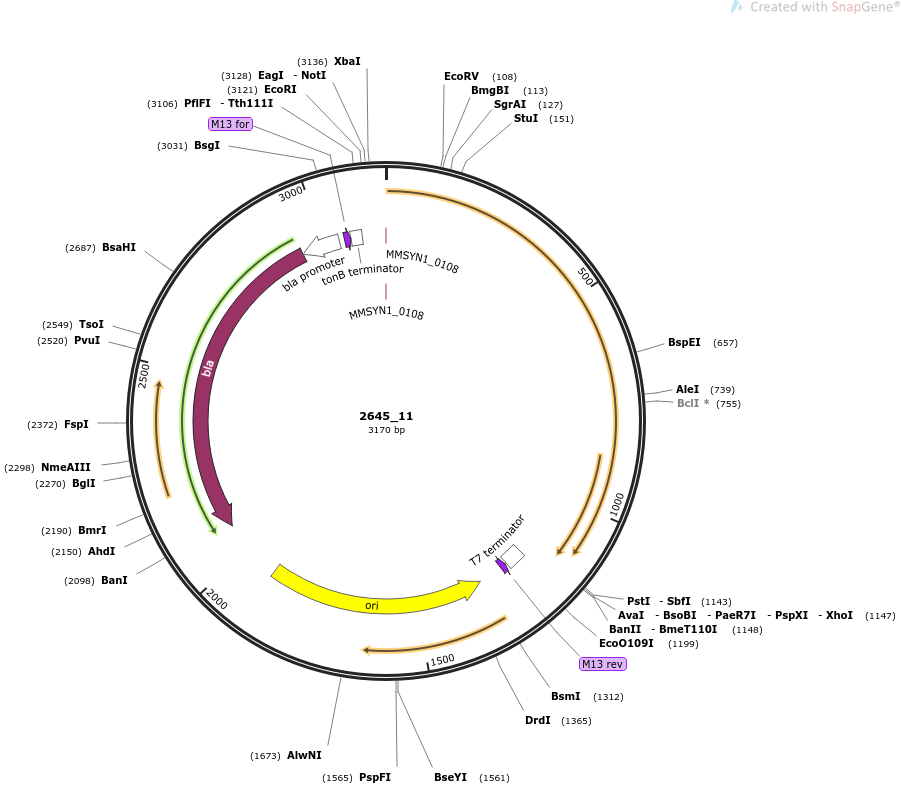 Created with SnapGene®
(3136) XbaI
(3128) EagI - NotI
(3121) EcoRI
(3106) PflFI - Tth111I
M13 for
(3031) BsgI
EcoRV (108)
BmgBI (113)
SgrAI (127)
StuI (151)
3000
(2687) BsaHI
bla promoter
tonB terminator
MMSYN1_0108
MMSYN1_0108
500
(2549) TsoI
(2520) PvuI
2500
bla
BspEI (657)
AleI (739)
BclI * (755)
2645_11
3170 bp
(2372) FspI
(2298) NmeAIII
(2270) BglI
(2190) BmrI
(2150) AhdI
(2098) BanI
1000
T7 terminator
2000
ori
PstI - SbfI (1143)
AvaI - BsoBI - PaeR7I - PspXI - XhoI (1147)
BanII - BmeT110I (1148)
EcoO109I (1199)
M13 rev
1500
BsmI (1312)
DrdI (1365)
(1673) AlwNI
(1565) PspFI
BseYI (1561)